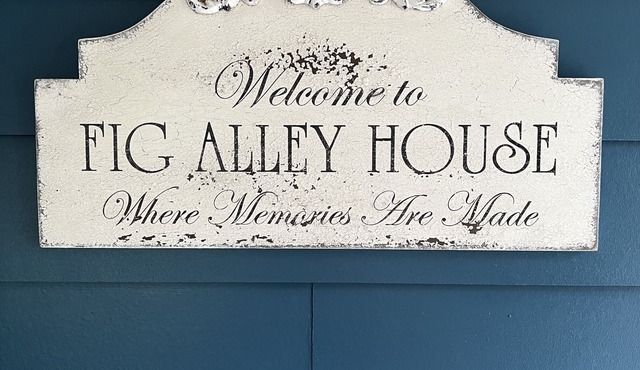 Welcome to
FIG ALLEY HOUSE
Where Memories Are Made